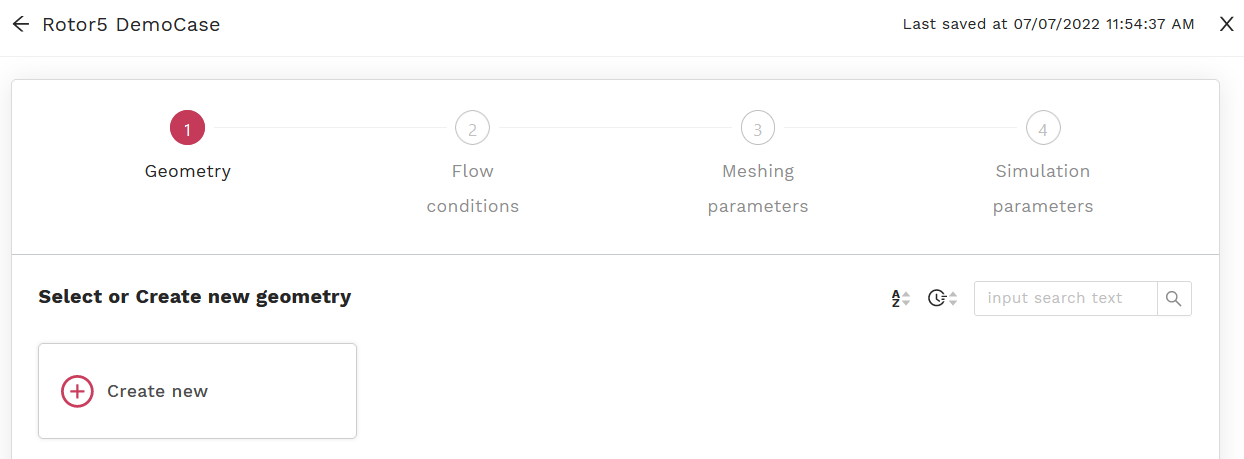 Rotor5 DemoCase
Last saved at 07/07/2022 11:54:37 AM
1
2
3
4
Geometry
Flow
conditions
Meshing
parameters
Simulation
parameters
Select or Create new geometry
A
Z
input search text
Create new